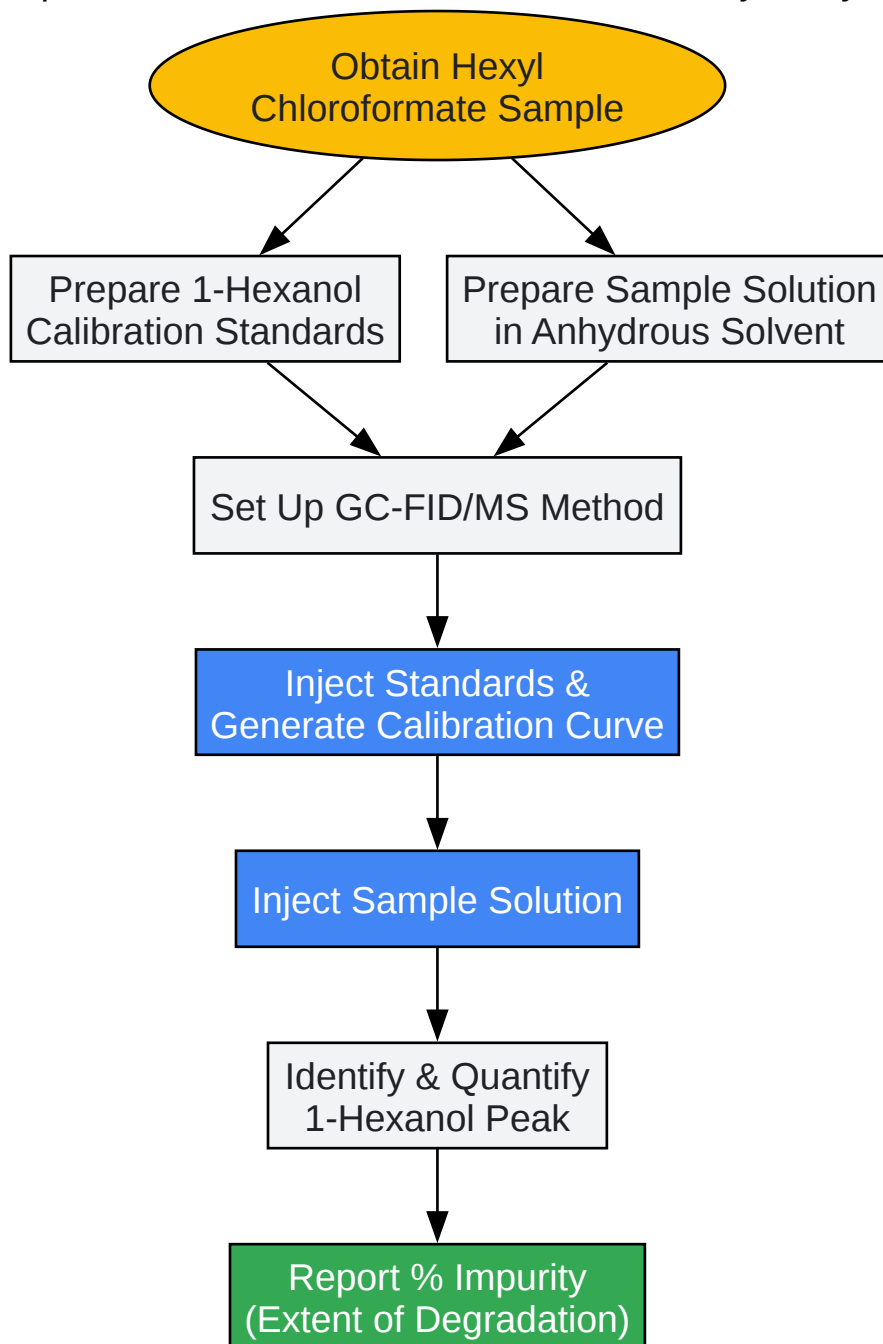 Obtain Hexyl
Chloroformate Sample
Prepare 1-Hexanol
Calibration Standards
Prepare Sample Solution
in Anhydrous Solvent
Set Up GC-FID/MS Method
Inject Standards &
Generate Calibration Curve
Inject Sample Solution
Identify & Quantify
1-Hexanol Peak
Report % Impurity
(Extent of Degradation)